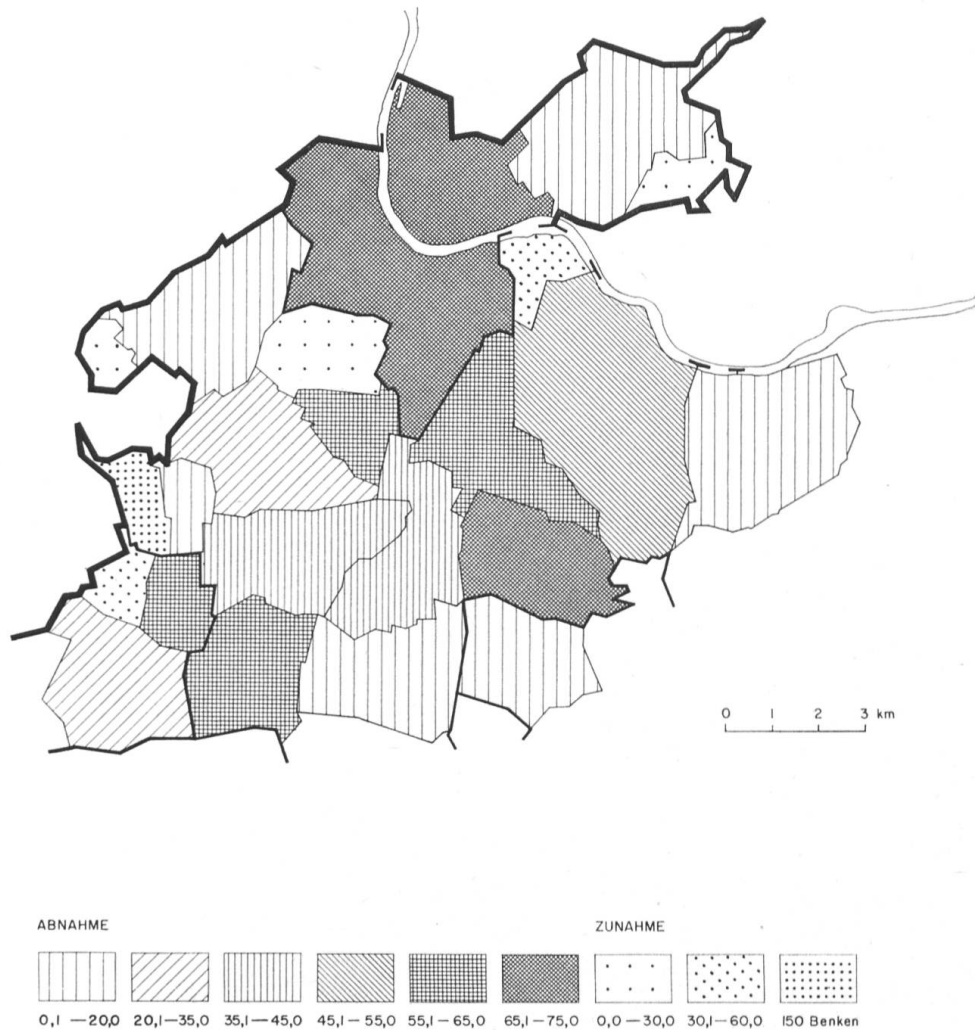 0 1 2 3 km
ABNAHME ZUNAHME
0,1 — 20,0 20,1 — 35,0 35,1 — 45,0 45,1 — 55,0 55,1 — 65,0 65,1 — 75,0 0,0 — 30,0 30,1 — 60,0 150 Benken